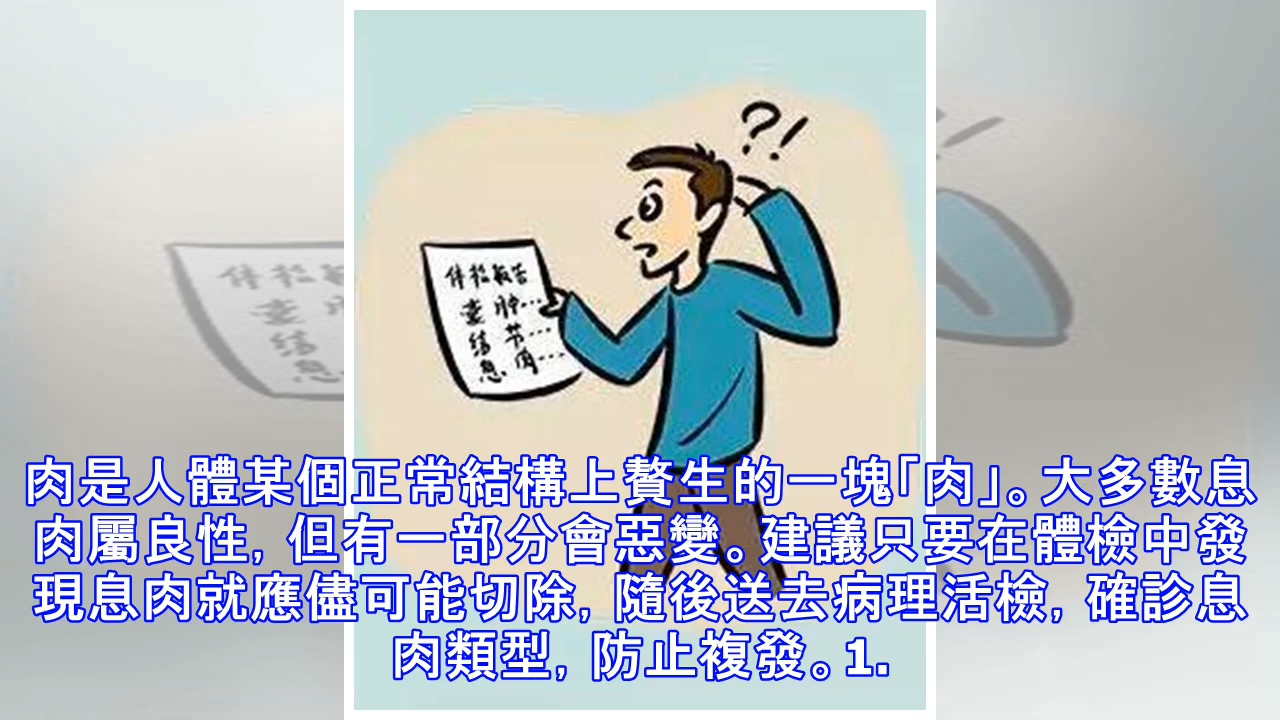 ?!
体检报告
囊肿...
结节...
息肉...
肉是人體某個正常結構上贅生的一塊「肉」。大多數息
肉屬良性, 但有一部分會惡變。建議只要在體檢中發
現息肉就應儘可能切除, 隨後送去病理活檢, 確診息
肉類型, 防止複發。1.